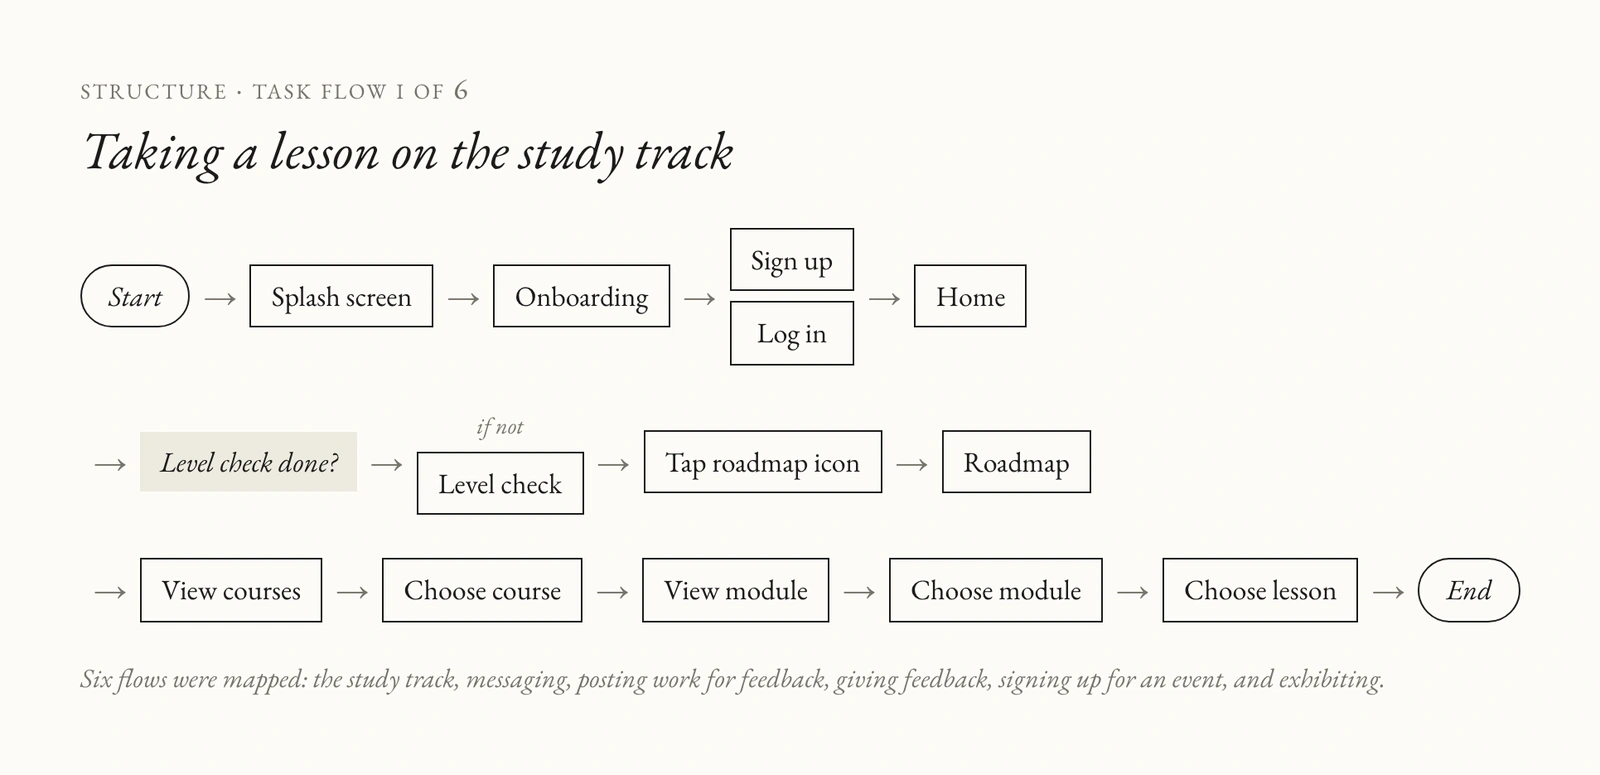 STRUCTURE · TASK FLOW 1 OF 6
Taking a lesson on the study track
Start → Splash screen → Onboarding → Sign up
Log in → Home
→ Level check done? → if not
Level check → Tap roadmap icon → Roadmap
→ View courses → Choose course → View module → Choose module → Choose lesson → End
Six flows were mapped: the study track, messaging, posting work for feedback, giving feedback, signing up for an event, and exhibiting.